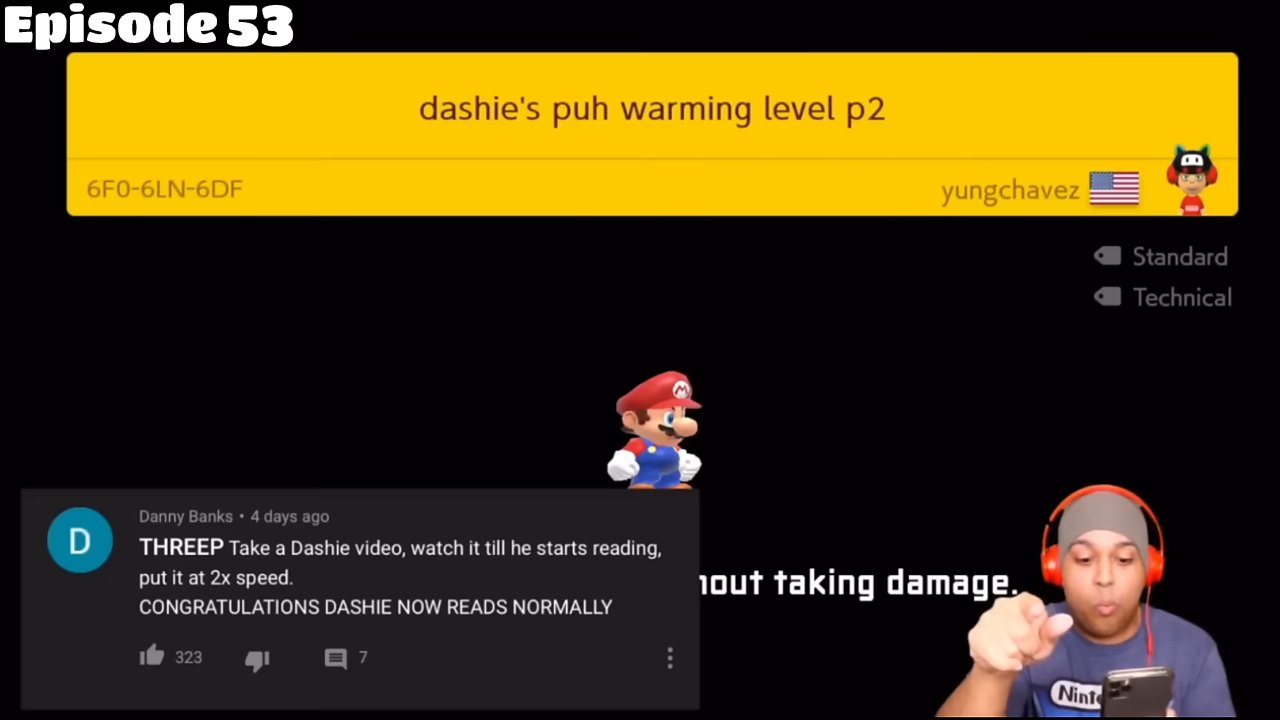 Episode 53
dashie's puh warming level p2
6F0-6LN-6DF
yungchavez
Standard
Technical
Danny Banks • 4 days ago
THREEP Take a Dashie video, watch it till he starts reading,
put it at 2x speed.
CONGRATULATIONS DASHIE NOW READS NORMALLY
taking damage.
323
7